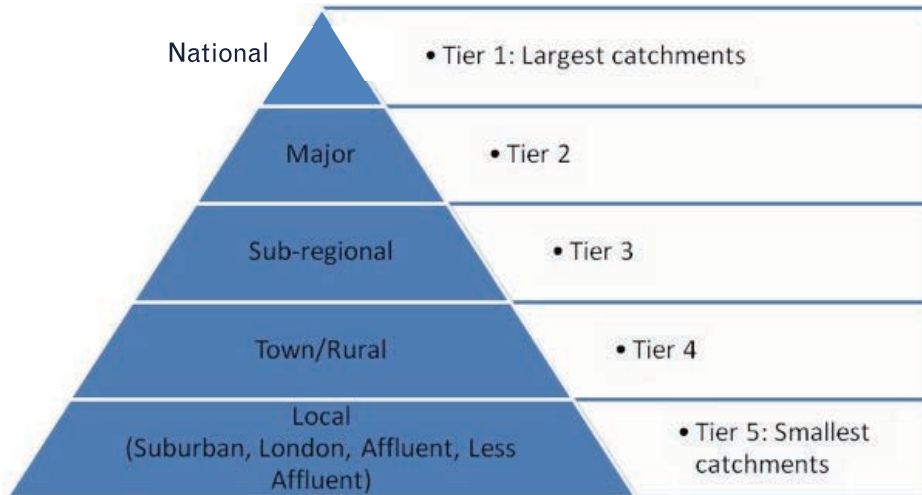 National
• Tier 1: Largest catchments
Major
• Tier 2
Sub-regional
• Tier 3
Town/Rural
• Tier 4
Local
(Suburban, London, Affluent, Less
Affluent)
• Tier 5: Smallest
catchments